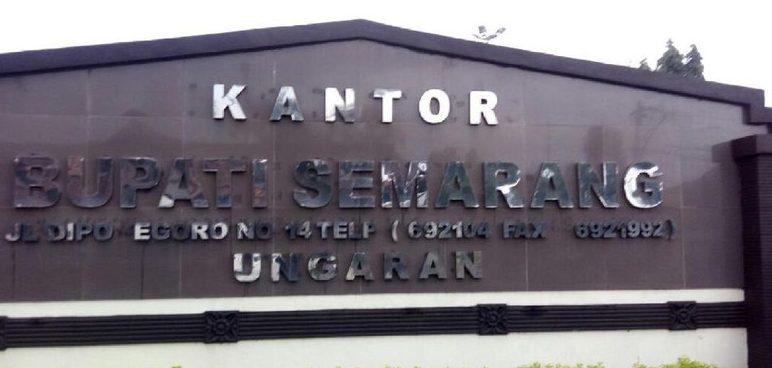 KANTOR
BUPATI SEMARANG
JL DIPO EGORO NO 14 TELP ( 692104 FAX 6921992)
UNGARAN